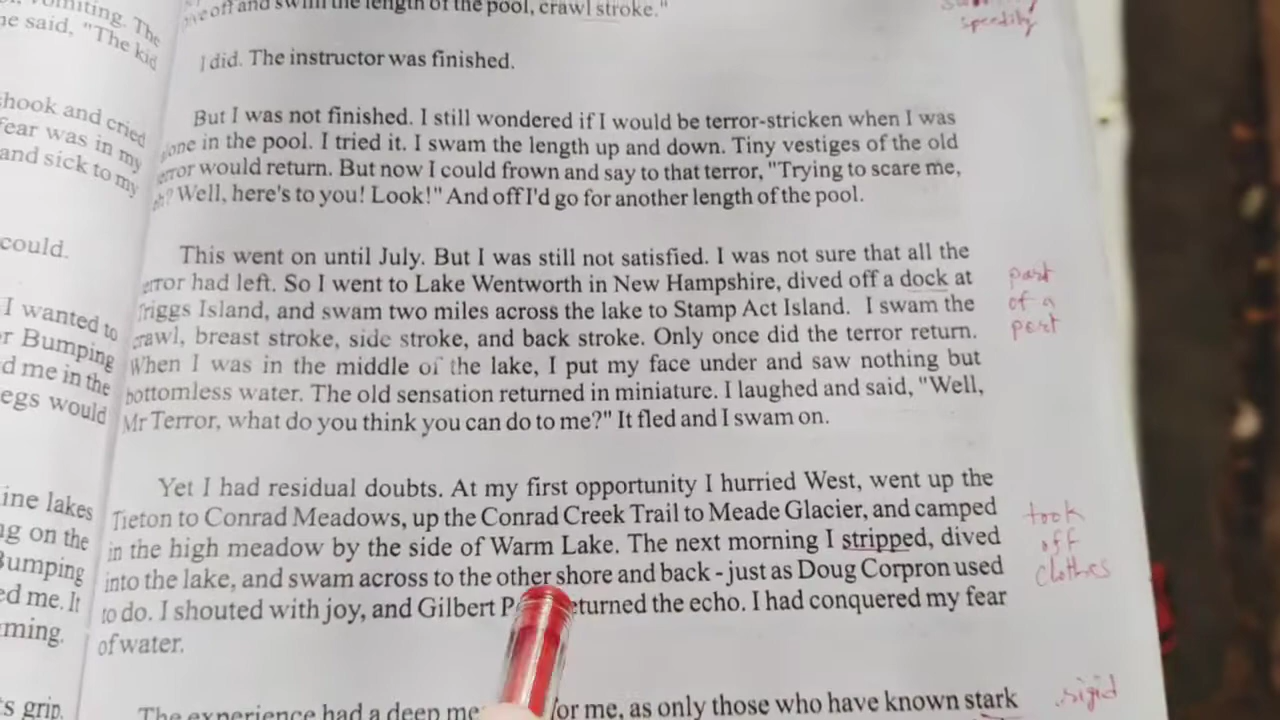 vomiting. The
he said, "The kid
hook and cried
fear was in my
and sick to my
could.
I wanted to
r Bumping
d me in the
egs would
ine lakes
ng on the
Bumping
ed me. It
ming.
s grip.
off and swim the length of the pool, crawl stroke."
speedily
I did. The instructor was finished.
But I was not finished. I still wondered if I would be terror-stricken when I was
lone in the pool. I tried it. I swam the length up and down. Tiny vestiges of the old
error would return. But now I could frown and say to that terror, "Trying to scare me,
eh? Well, here's to you! Look!" And off I'd go for another length of the pool.
This went on until July. But I was still not satisfied. I was not sure that all the
error had left. So I went to Lake Wentworth in New Hampshire, dived off a dock at
Triggs Island, and swam two miles across the lake to Stamp Act Island. I swam the
crawl, breast stroke, side stroke, and back stroke. Only once did the terror return.
When I was in the middle of the lake, I put my face under and saw nothing but
bottomless water. The old sensation returned in miniature. I laughed and said, "Well,
Mr Terror, what do you think you can do to me?" It fled and I swam on.
part
of a
port
Yet I had residual doubts. At my first opportunity I hurried West, went up the
Tieton to Conrad Meadows, up the Conrad Creek Trail to Meade Glacier, and camped
in the high meadow by the side of Warm Lake. The next morning I stripped, dived
into the lake, and swam across to the other shore and back - just as Doug Corpron used
to do. I shouted with joy, and Gilbert P eturned the echo. I had conquered my fear
of water.
took
off
clothes
The experience had a deep me for me, as only those who have known stark
rigid